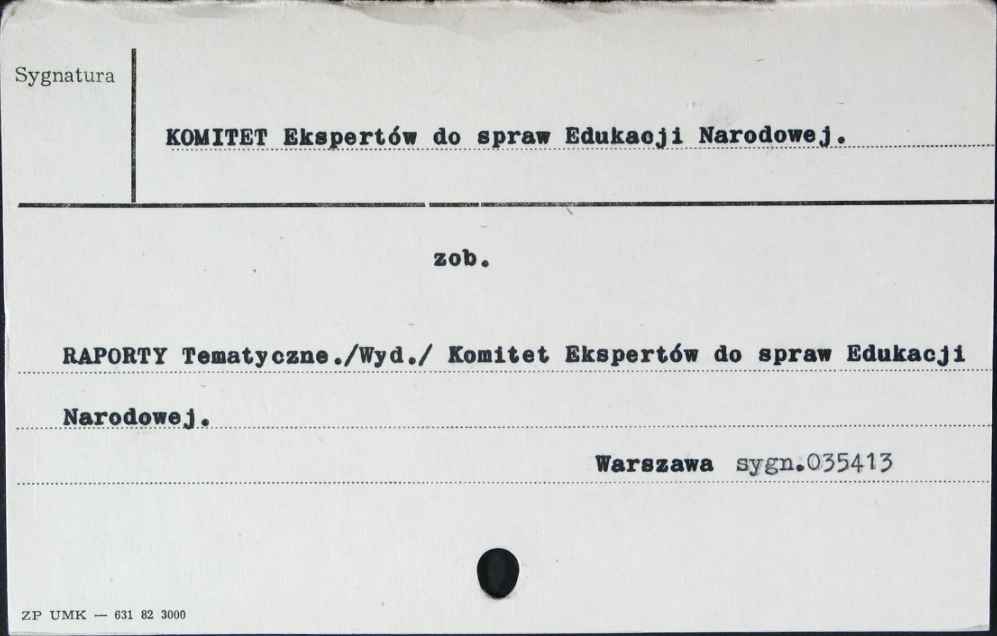 Sygnatura
KOMITET Ekspertów do spraw Edukacji Narodowej.
zob.
RAPORTY Tematyczne./Wyd./ Komitet Ekspertów do spraw Edukacji
Narodowej.
Warszawa sygn.035413
ZP UMK — 631 82 3000